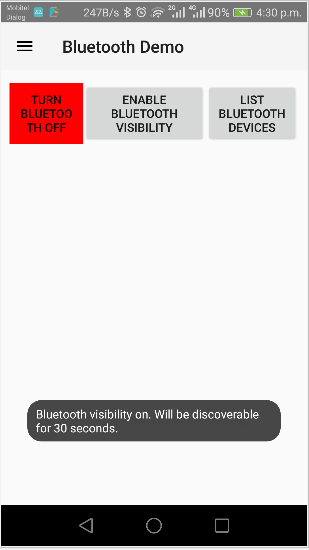 Mobitel
Dialog
247B/s 2G 4G 90% 4:30 p.m.
Bluetooth Demo
TURN
BLUETOO
TH OFF
ENABLE
BLUETOOTH
VISIBILITY
LIST
BLUETOOTH
DEVICES
Bluetooth visibility on. Will be discoverable
for 30 seconds.